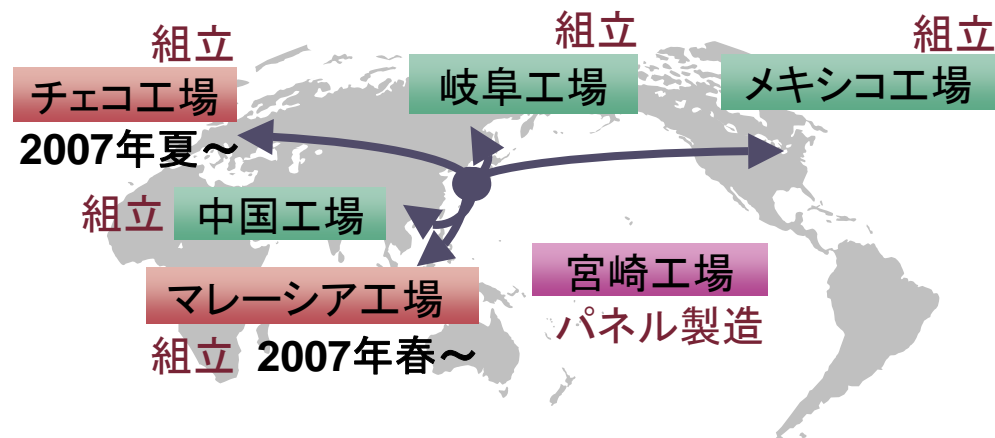 組立
チェコ工場
2007年夏～
組立
岐阜工場
組立
メキシコ工場
組立 中国工場
マレーシア工場
組立 2007年春～
宮崎工場
パネル製造